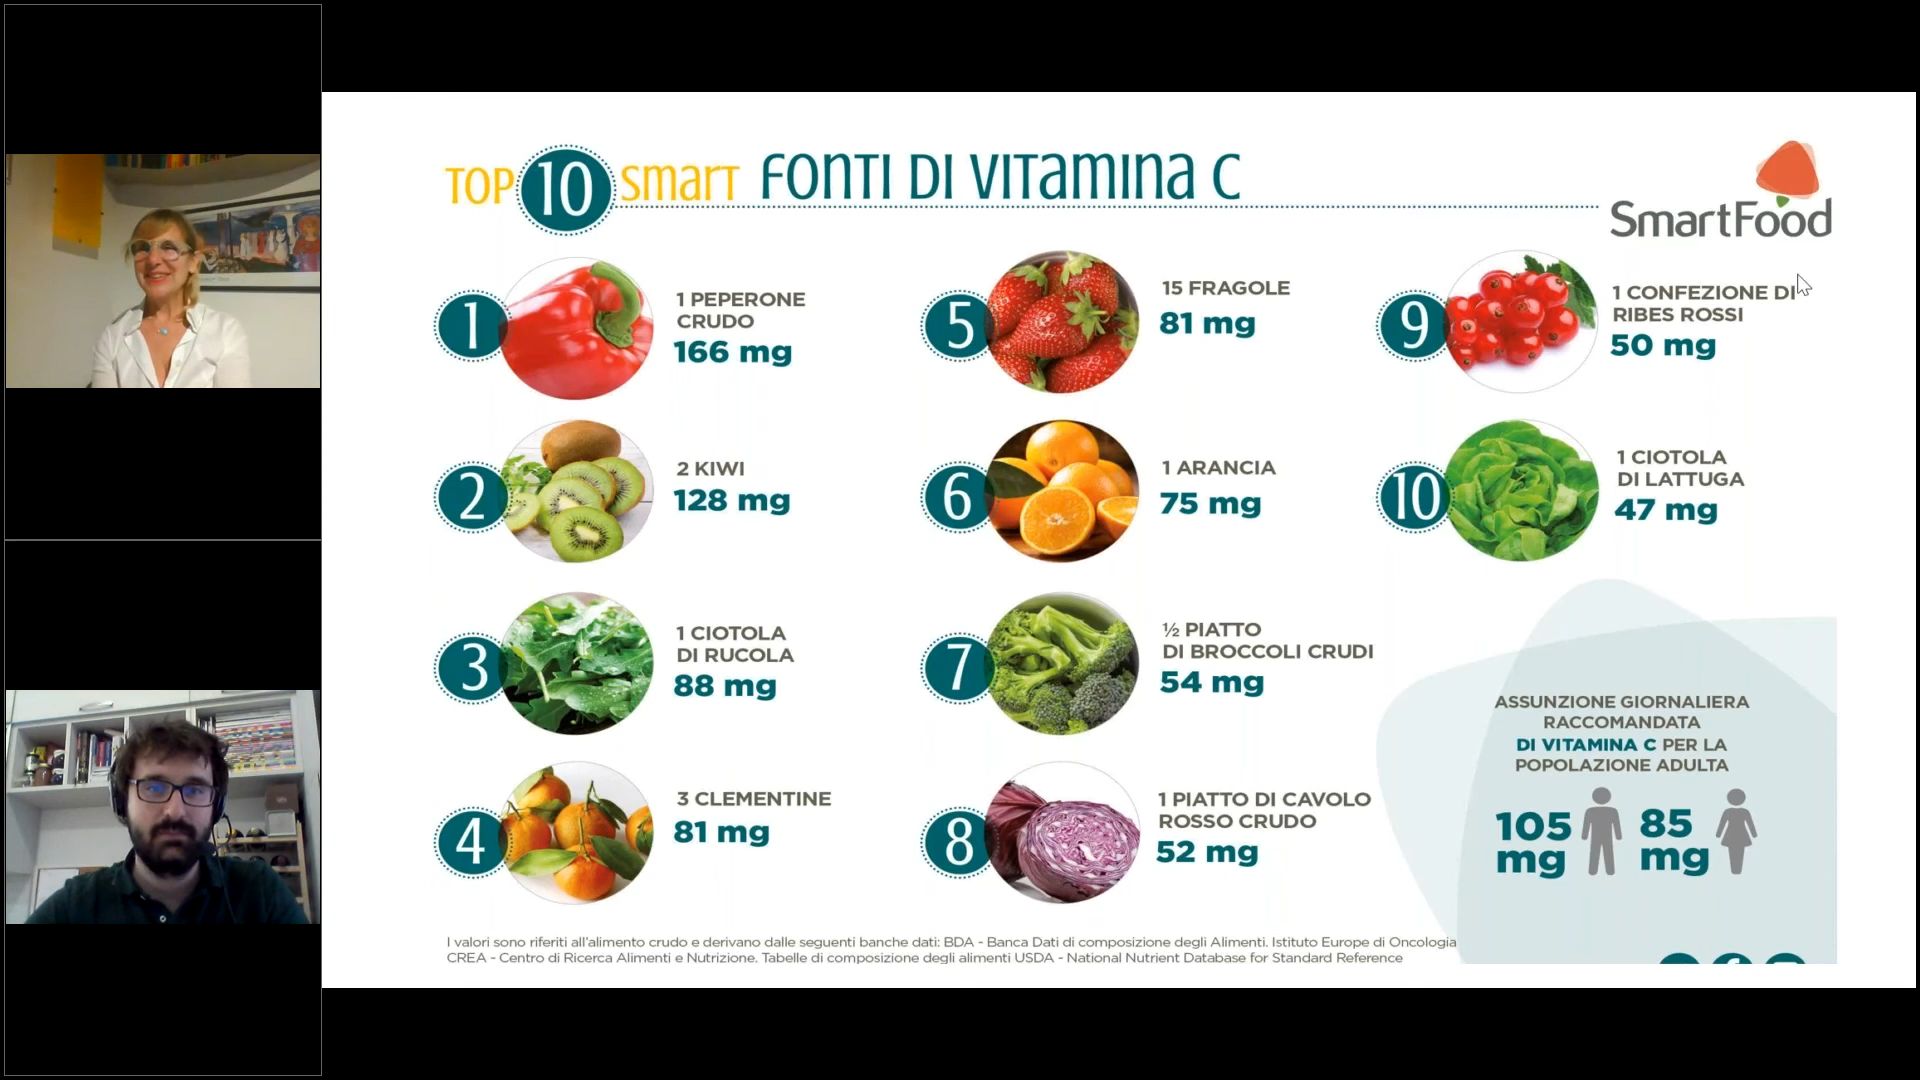 TOP 10 smart FONTI DI VITAMINA C
SmartFood
1
1 PEPERONE
CRUDO
166 mg
2
2 KIWI
128 mg
3
1 CIOTOLA
DI RUCOLA
88 mg
4
3 CLEMENTINE
81 mg
5
15 FRAGOLE
81 mg
6
1 ARANCIA
75 mg
7
½ PIATTO
DI BROCCOLI CRUDI
54 mg
8
1 PIATTO DI CAVOLO
ROSSO CRUDO
52 mg
9
1 CONFEZIONE DI
RIBES ROSSI
50 mg
10
1 CIOTOLA
DI LATTUGA
47 mg
ASSUNZIONE GIORNALIERA
RACCOMANDATA
DI VITAMINA C PER LA
POPOLAZIONE ADULTA
105 mg
85 mg
I valori sono riferiti all'alimento crudo e derivano dalle seguenti banche dati: BDA - Banca Dati di composizione degli Alimenti. Istituto Europe di Oncologia
CREA - Centro di Ricerca Alimenti e Nutrizione. Tabelle di composizione degli alimenti USDA - National Nutrient Database for Standard Reference